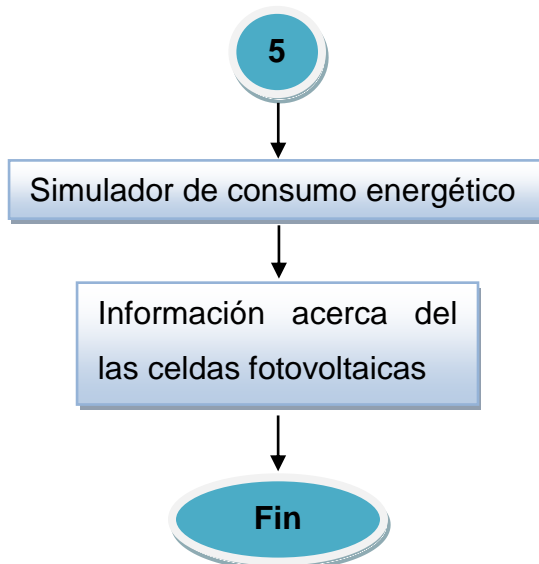 5
Simulador de consumo energético
Información acerca del
las celdas fotovoltaicas
Fin